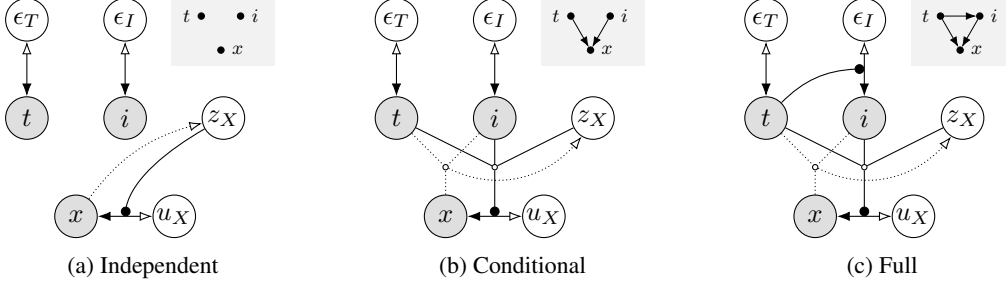 ϵ_T ϵ_I t i x
t i z_X
x u_X
(a) Independent
ϵ_T ϵ_I t i x
t i z_X
x u_X
(b) Conditional
ϵ_T ϵ_I t i x
t i z_X
x u_X
(c) Full